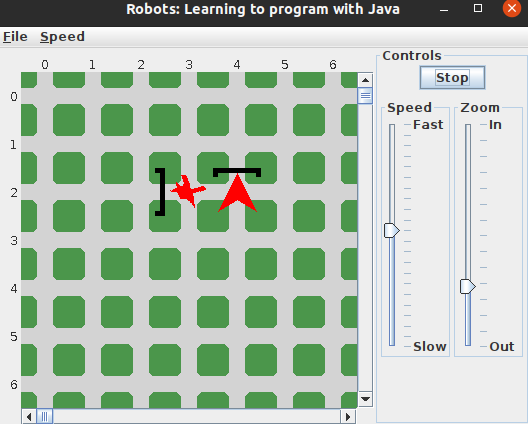 Robots: Learning to program with Java
File Speed
Controls
Stop
Speed
Zoom
Fast
In
Slow
Out
0 1 2 3 4 5 6
0
1
2
3
4
5
6